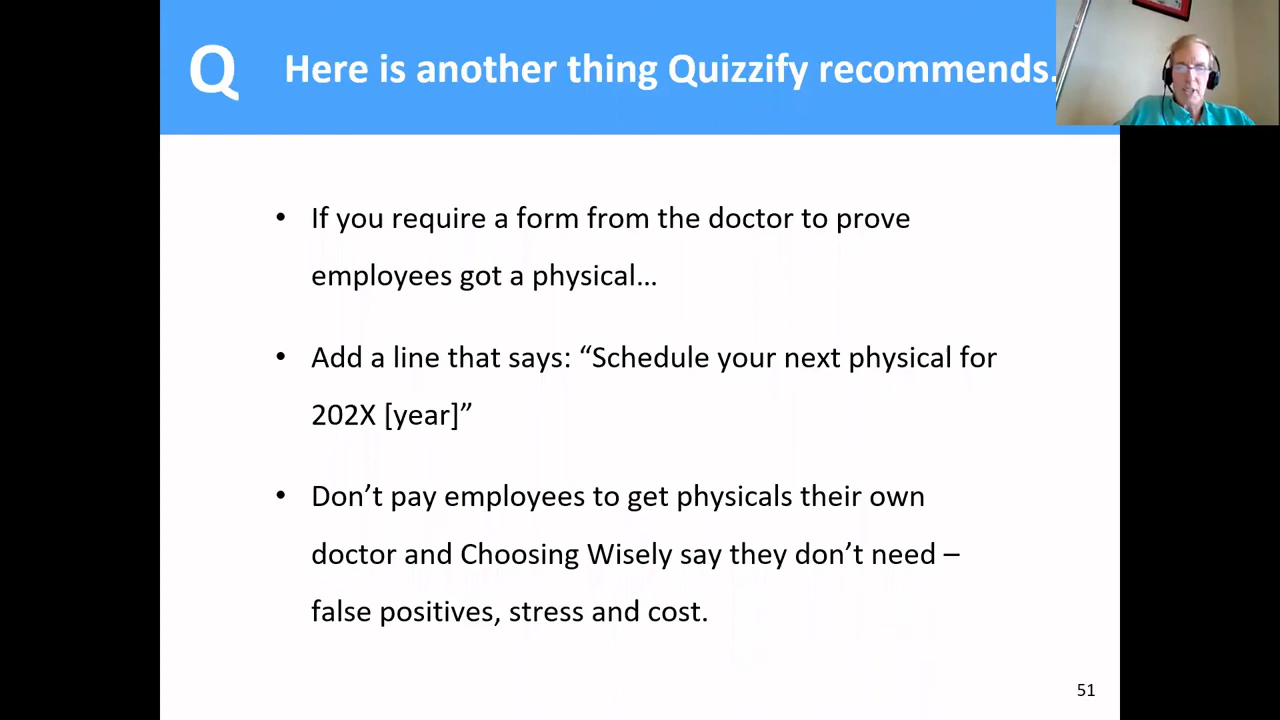 Q Here is another thing Quizzify recommends.
• If you require a form from the doctor to prove
employees got a physical…
• Add a line that says: “Schedule your next physical for
202X [year]”
• Don’t pay employees to get physicals their own
doctor and Choosing Wisely say they don’t need –
false positives, stress and cost.
51